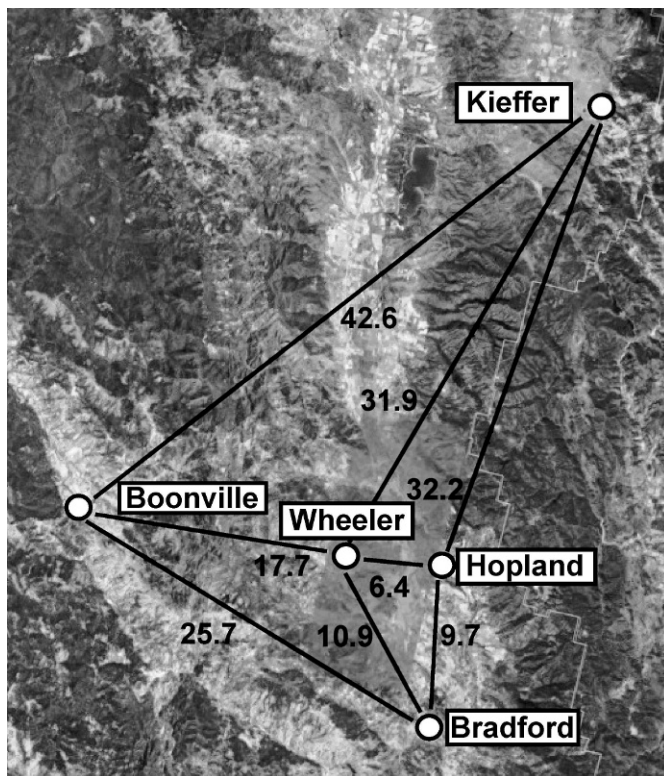 Kieffer
42.6
31.9
32.2
Boonville
Wheeler
17.7
6.4
Hopland
25.7
10.9
9.7
Bradford